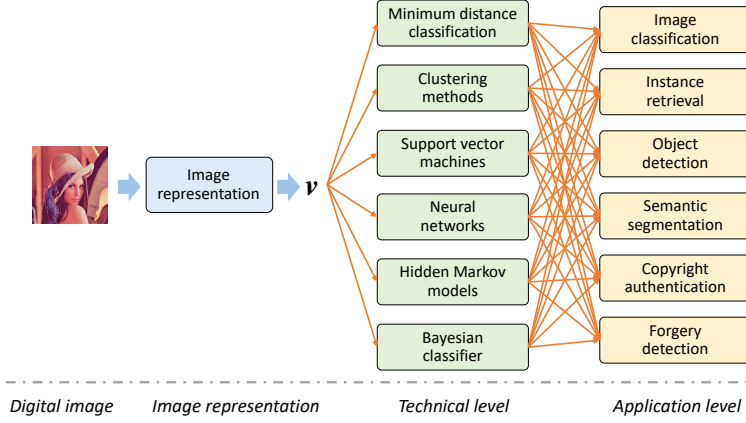 Minimum distance
classification
Clustering
methods
Support vector
machines
Neural
networks
Hidden Markov
models
Bayesian
classifier
Image
classification
Instance
retrieval
Object
detection
Semantic
segmentation
Copyright
authentication
Forgery
detection
Image
representation
v
Digital image
Image representation
Technical level
Application level